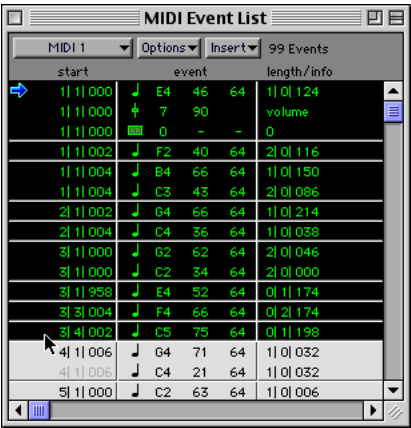 MIDI Event List
MIDI 1 Options Insert 99 Events
start event length/info
1| 1| 000 E4 46 64 1| 0| 124
1| 1| 000 7 90 volume
1| 1| 000 0 - - 0
1| 1| 002 F2 40 64 2| 0| 116
1| 1| 004 B4 66 64 1| 0| 150
1| 1| 004 C3 43 64 2| 0| 086
2| 1| 002 G4 66 64 1| 0| 214
2| 1| 004 C4 36 64 1| 0| 038
3| 1| 000 G2 62 64 2| 0| 046
3| 1| 000 C2 34 64 2| 0| 000
3| 1| 958 E4 52 64 0| 1| 174
3| 3| 004 F4 66 64 0| 2| 174
3| 4| 002 C5 75 64 0| 1| 198
4| 1| 006 G4 71 64 1| 0| 032
4| 1| 006 C4 21 64 1| 0| 032
5| 1| 000 C2 63 64 1| 0| 006